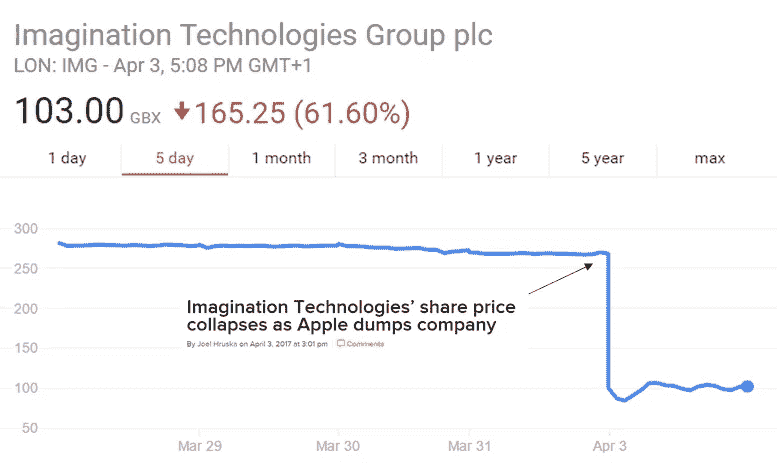 Imagination Technologies Group plc
LON: IMG - Apr 3, 5:08 PM GMT+1
103.00 GBX 165.25 (61.60%)
1 day 5 day 1 month 3 month 1 year 5 year max
300
250
200
150
100
50
Imagination Technologies' share price
collapses as Apple dumps company
By Joel Hruska on April 3, 2017 at 3:01 pm Comments
Mar 29 Mar 30 Mar 31 Apr 3